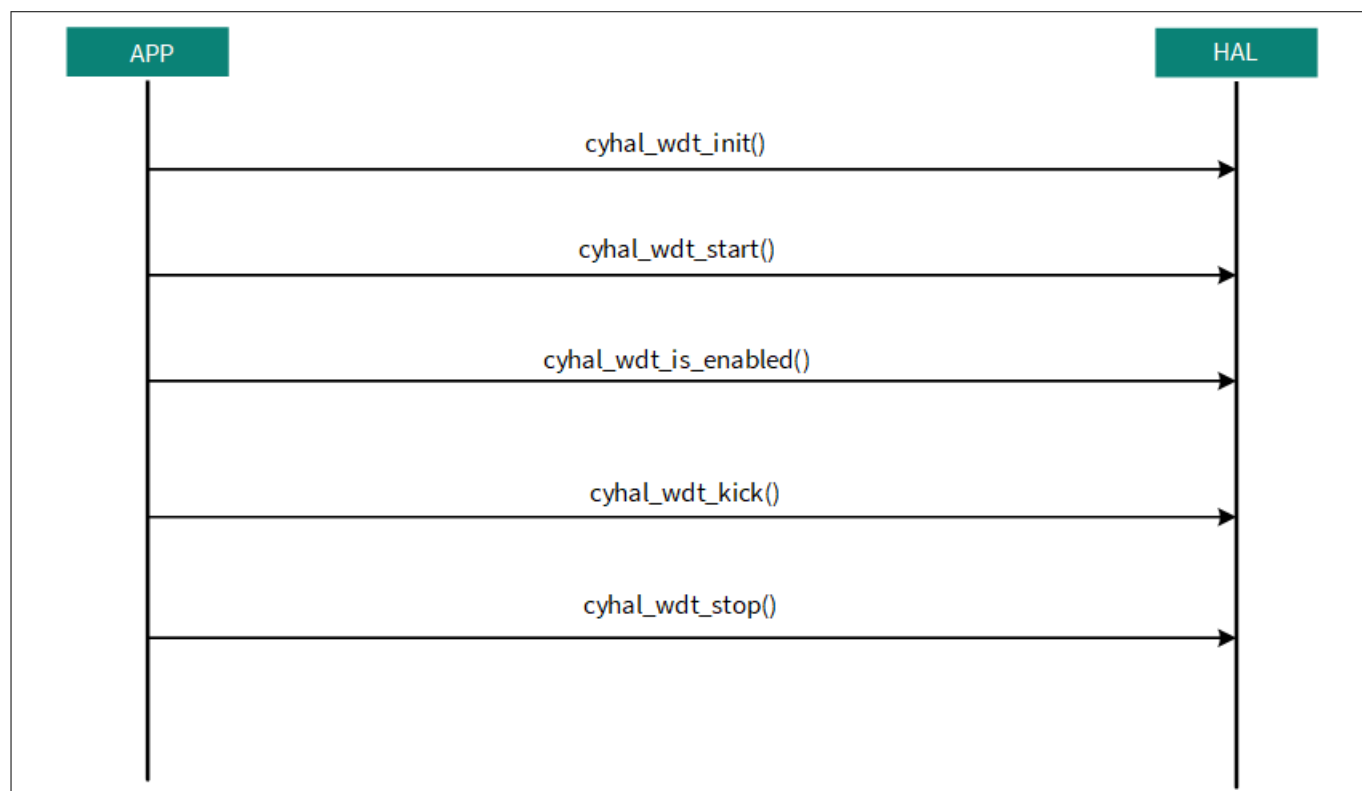 APP
HAL
cyhal_wdt_init()
cyhal_wdt_start()
cyhal_wdt_is_enabled()
cyhal_wdt_kick()
cyhal_wdt_stop()